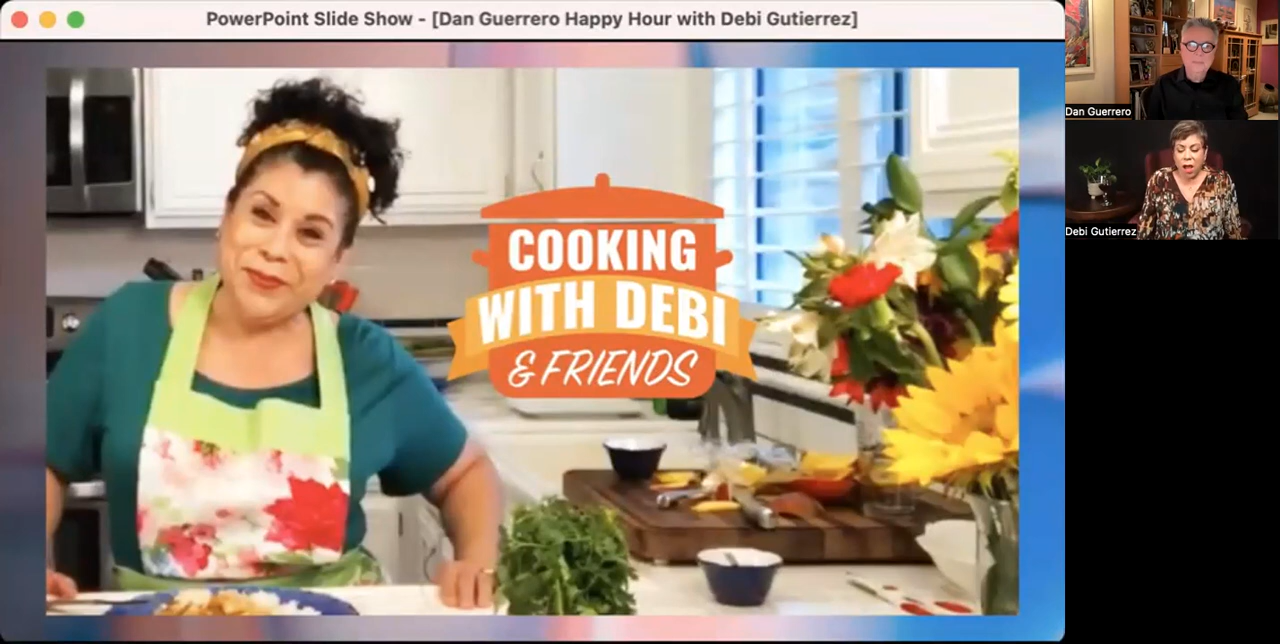 PowerPoint Slide Show - [Dan Guerrero Happy Hour with Debi Gutierrez]
COOKING
WITH DEBI
& FRIENDS
Dan Guerrero
Debi Gutierrez